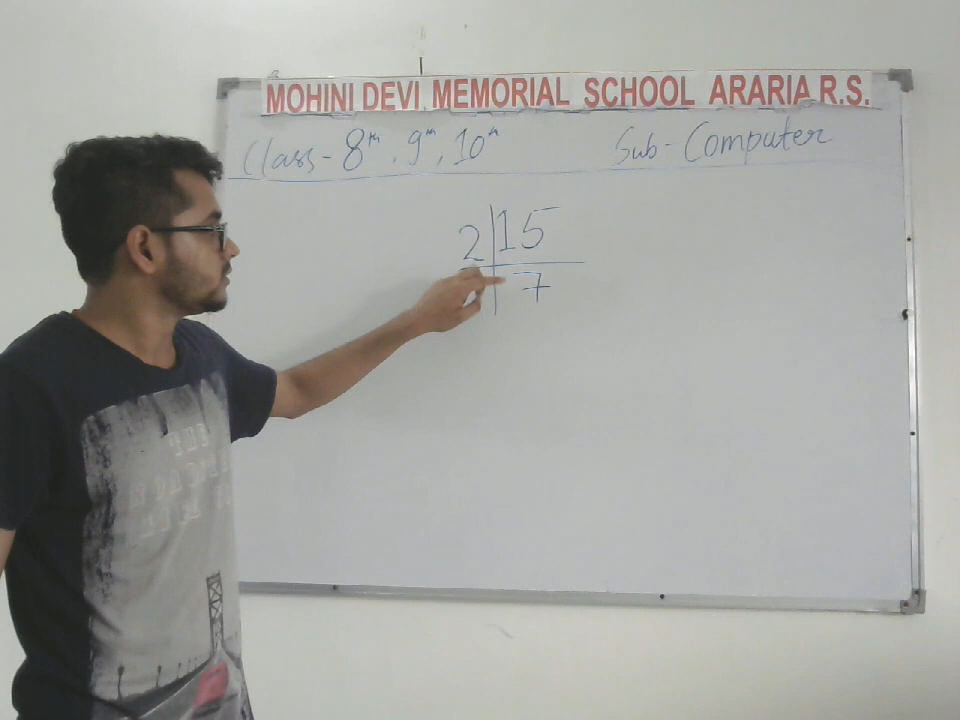 MOHINI DEVI MEMORIAL SCHOOL ARARIA R.S.
Class - 8th, 9th, 10th Sub - Computer
2 15
7